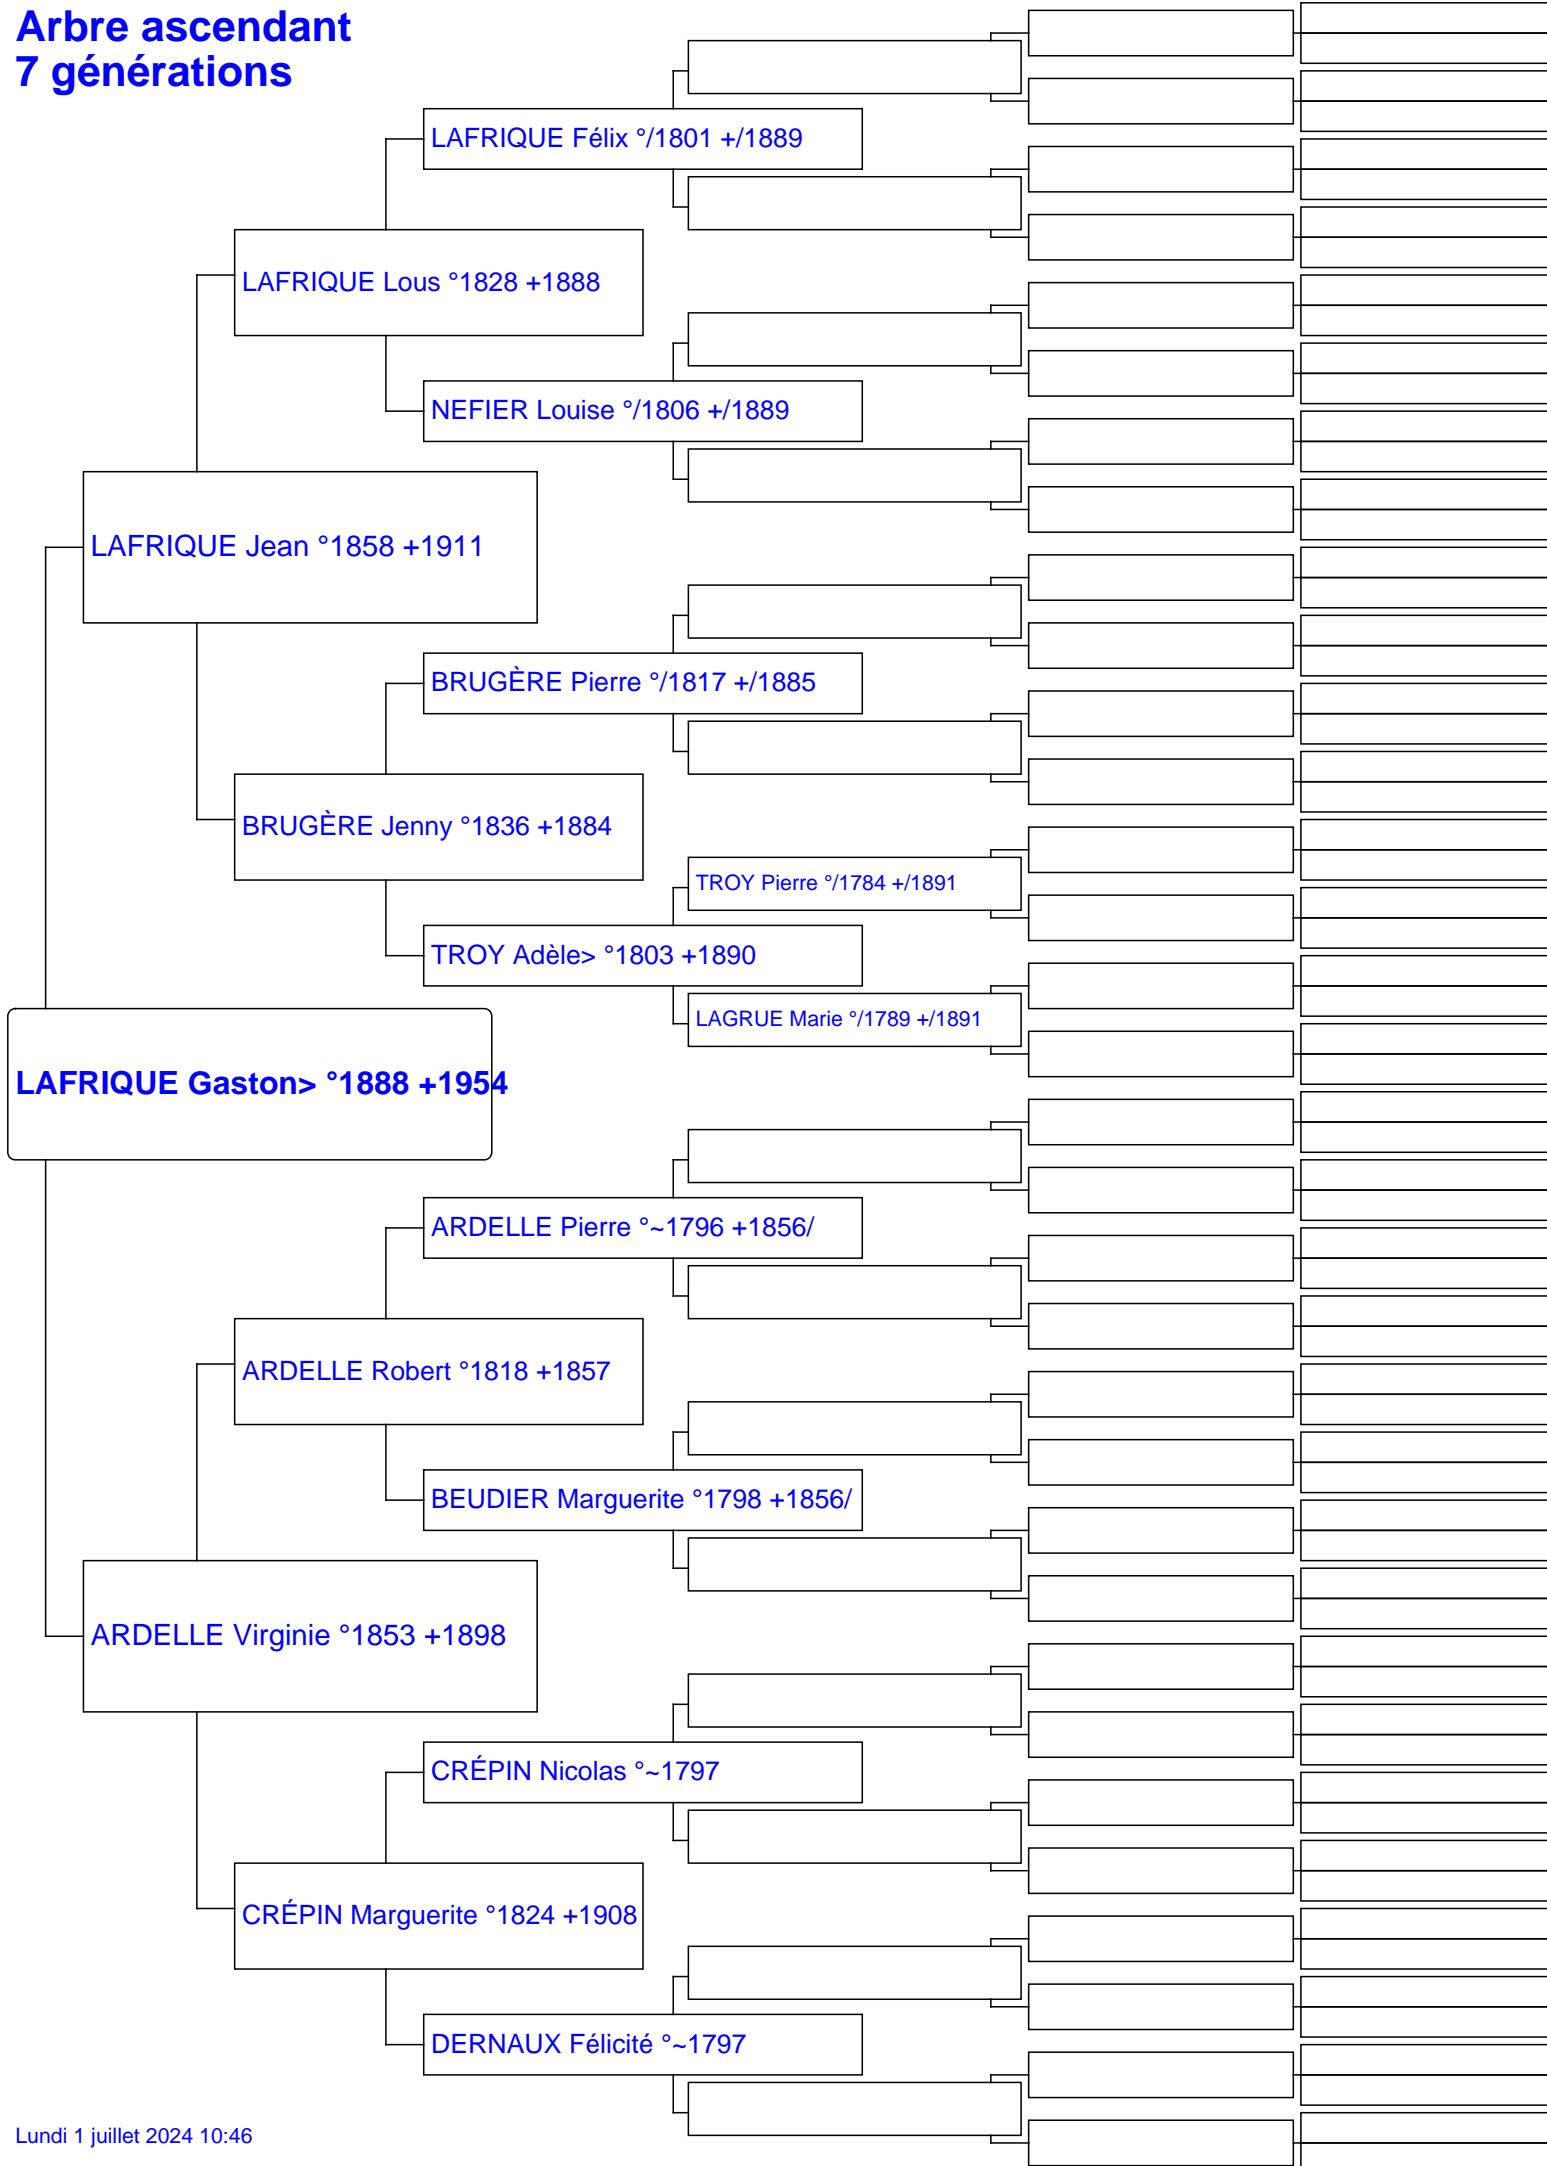 Arbre ascendant
7 générations
LAFRIQUE Félix °/1801 +/1889
LAFRIQUE Lous °1828 +1888
NEFIER Louise °/1806 +/1889
LAFRIQUE Jean °1858 +1911
BRUGÈRE Pierre °/1817 +/1885
BRUGÈRE Jenny °1836 +1884
TROY Pierre °/1784 +/1891
TROY Adèle> °1803 +1890
LAGRUE Marie °/1789 +/1891
LAFRIQUE Gaston> °1888 +1954
ARDELLE Pierre °~1796 +1856/
ARDELLE Robert °1818 +1857
BEUDIER Marguerite °1798 +1856/
ARDELLE Virginie °1853 +1898
CRÉPIN Nicolas °~1797
CRÉPIN Marguerite °1824 +1908
DERNAUX Félicité °~1797
Lundi 1 juillet 2024 10:46